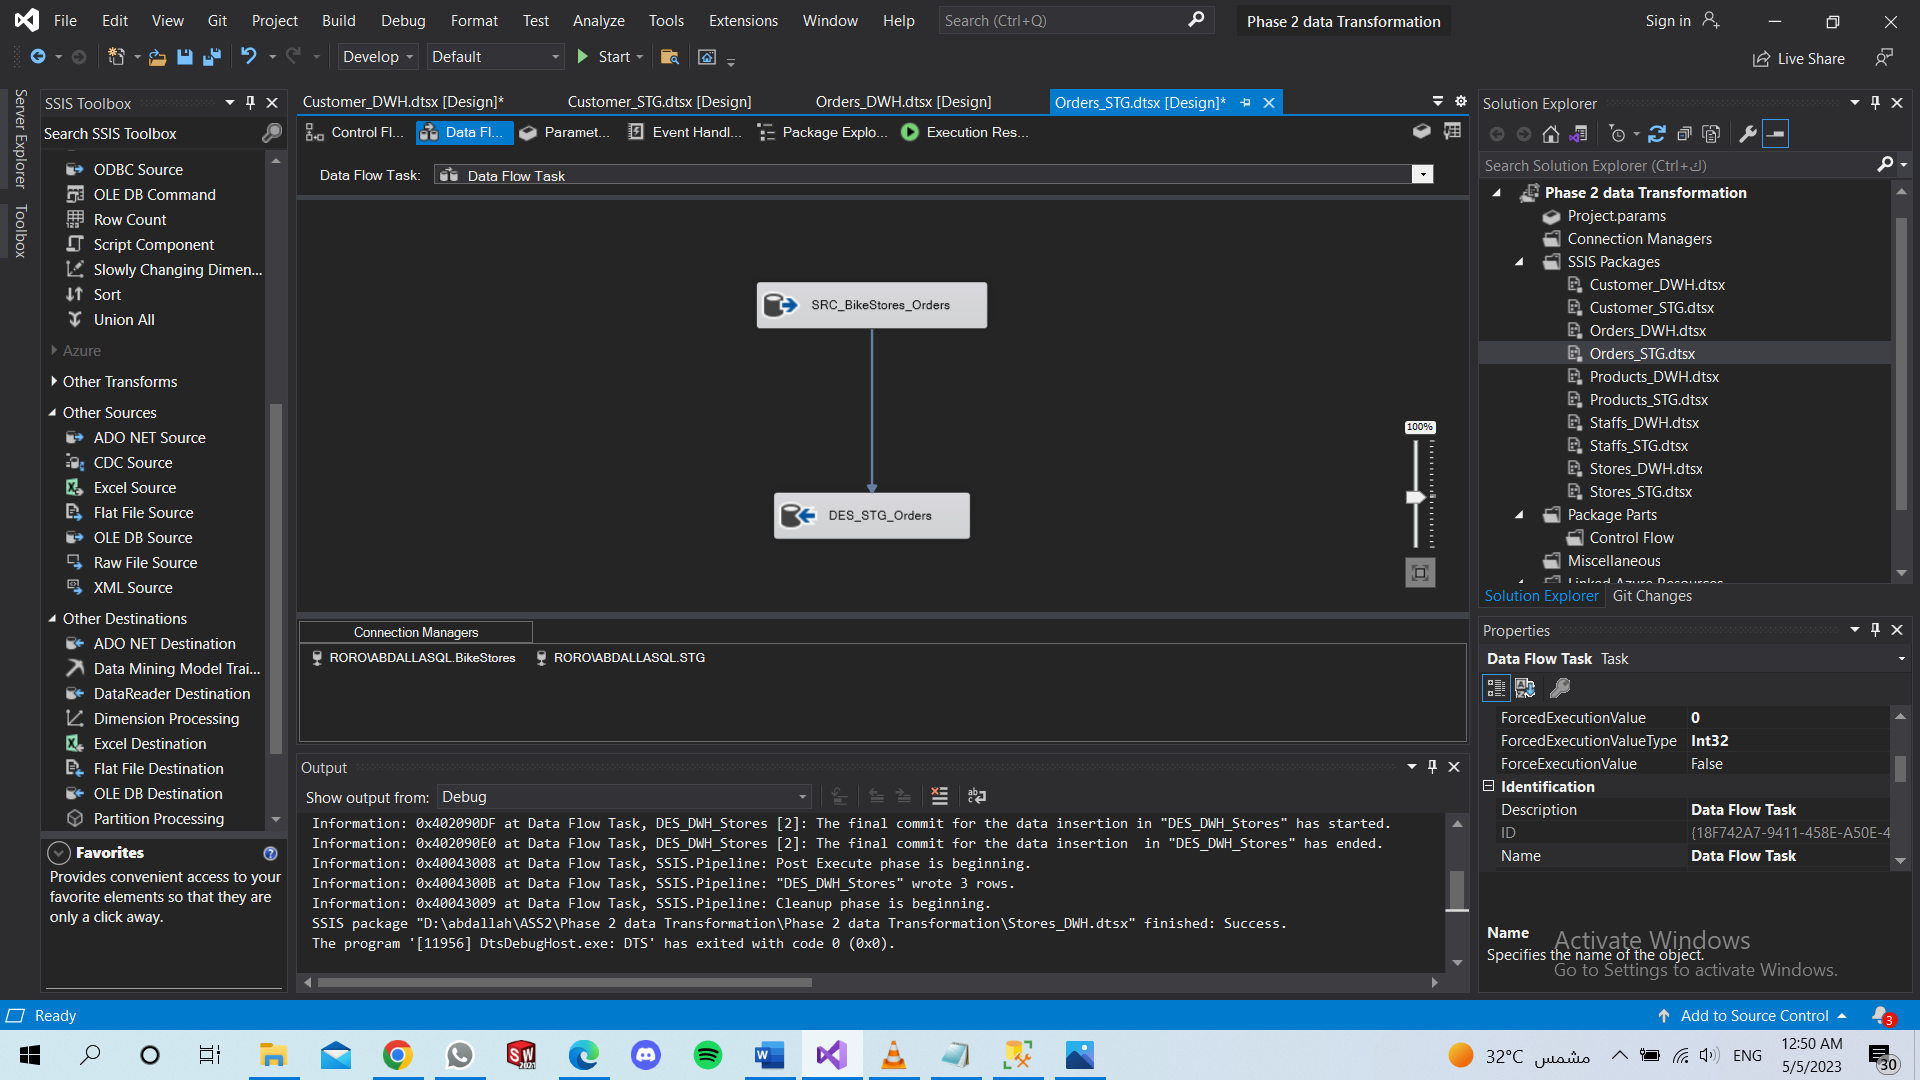 File Edit View Git Project Build Debug Format Test Analyze Tools Extensions Window Help Search (Ctrl+Q) Phase 2 data Transformation Sign in
Develop Default Start Live Share
Server Explorer
Toolbox
SSIS Toolbox
Search SSIS Toolbox
ODBC Source
OLE DB Command
Row Count
Script Component
Slowly Changing Dimen...
Sort
Union All
Azure
Other Transforms
Other Sources
ADO NET Source
CDC Source
Excel Source
Flat File Source
OLE DB Source
Raw File Source
XML Source
Other Destinations
ADO NET Destination
Data Mining Model Trai...
DataReader Destination
Dimension Processing
Excel Destination
Flat File Destination
OLE DB Destination
Partition Processing
Favorites
Provides convenient access to your
favorite elements so that they are
only a click away.
Customer_DWH.dtsx [Design]* Customer_STG.dtsx [Design] Orders_DWH.dtsx [Design] Orders_STG.dtsx [Design]*
Control Fl... Data Fl... Paramet... Event Handl... Package Explo... Execution Res...
Data Flow Task: Data Flow Task
SRC_BikeStores_Orders
DES_STG_Orders
100%
Connection Managers
RORO\ABDALLASQL.BikeStores RORO\ABDALLASQL.STG
Output
Show output from: Debug
Information: 0x402090DF at Data Flow Task, DES_DWH_Stores [2]: The final commit for the data insertion in "DES_DWH_Stores" has started.
Information: 0x402090E0 at Data Flow Task, DES_DWH_Stores [2]: The final commit for the data insertion  in "DES_DWH_Stores" has ended.
Information: 0x40043008 at Data Flow Task, SSIS.Pipeline: Post Execute phase is beginning.
Information: 0x4004300B at Data Flow Task, SSIS.Pipeline: "DES_DWH_Stores" wrote 3 rows.
Information: 0x40043009 at Data Flow Task, SSIS.Pipeline: Cleanup phase is beginning.
SSIS package "D:\abdallah\ASS2\Phase 2 data Transformation\Phase 2 data Transformation\Stores_DWH.dtsx" finished: Success.
The program '[11956] DtsDebugHost.exe: DTS' has exited with code 0 (0x0).
Solution Explorer
Search Solution Explorer (Ctrl+ك)
Phase 2 data Transformation
Project.params
Connection Managers
SSIS Packages
Customer_DWH.dtsx
Customer_STG.dtsx
Orders_DWH.dtsx
Orders_STG.dtsx
Products_DWH.dtsx
Products_STG.dtsx
Staffs_DWH.dtsx
Staffs_STG.dtsx
Stores_DWH.dtsx
Stores_STG.dtsx
Package Parts
Control Flow
Miscellaneous
Linked Azure Resources
Solution Explorer Git Changes
Properties
Data Flow Task Task
ForcedExecutionValue 0
ForcedExecutionValueType Int32
ForceExecutionValue False
Identification
Description Data Flow Task
ID {18F742A7-9411-458E-A50E-4
Name Data Flow Task
Name
Specifies the name of the object.
Activate Windows
Go to Settings to activate Windows.
Ready Add to Source Control 3
32°C مشمس ENG 12:50 AM
5/5/2023 30